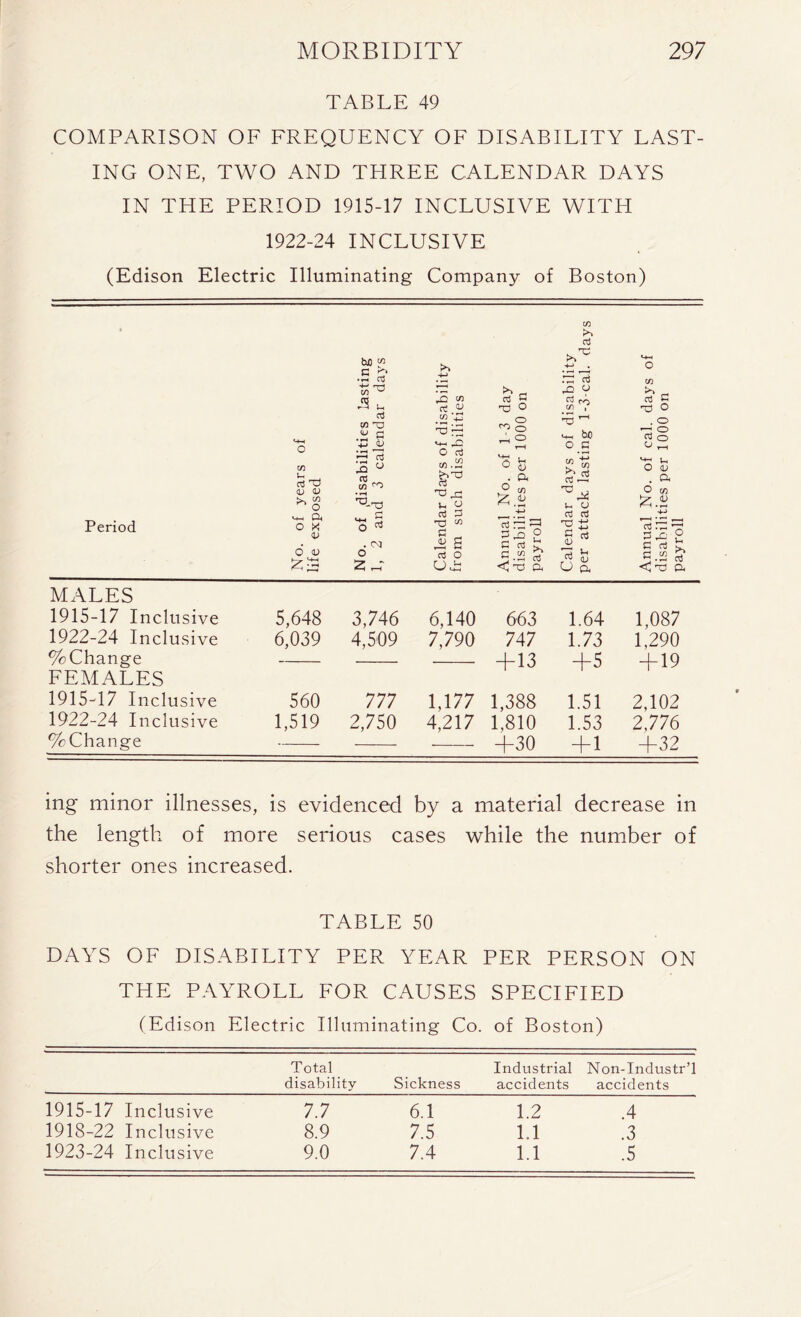 MORBIDITY 297
TABLE 49
COMPARISON OF FREQUENCY OF DISABILITY LAST-
ING ONE, TWO AND THREE CALENDAR DAYS
IN THE PERIOD 1915-17 INCLUSIVE WITH
1922-24 INCLUSIVE
(Edison Electric Illuminating Company of Boston)
Period
No. of years of
life exposed
No. of disabilities lasting
1, 2 and 3 calendar days
Calendar days of disability
from such disabilities
Annual No. of 1-3 day
disabilities per 1000 on
payroll
Calendar days of disability
per attack lasting 1-3-cal. days
Annual No. of cal. days of
disabilities per 1000 on
payroll
MALES
1915-17 Inclusive 5,648 3,746 6,140 663 1.64 1,087
1922-24 Inclusive 6,039 4,509 7,790 747 1.73 1,290
%Change —— —— —— +13 +5 +19
FEMALES
1915-17 Inclusive 560 777 1,177 1,388 1.51 2,102
1922-24 Inclusive 1,519 2,750 4,217 1,810 1.53 2,776
%Change —— —— —— +30 +1 +32
ing minor illnesses, is evidenced by a material decrease in
the length of more serious cases while the number of
shorter ones increased.
TABLE 50
DAYS OF DISABILITY PER YEAR PER PERSON ON
THE PAYROLL FOR CAUSES SPECIFIED
(Edison Electric Illuminating Co. of Boston)
Total Industrial Non-Industr'l
disability Sickness accidents accidents
1915-17 Inclusive 7.7 6.1 1.2 .4
1918-22 Inclusive 8.9 7.5 1.1 .3
1923-24 Inclusive 9.0 7.4 1.1 .5